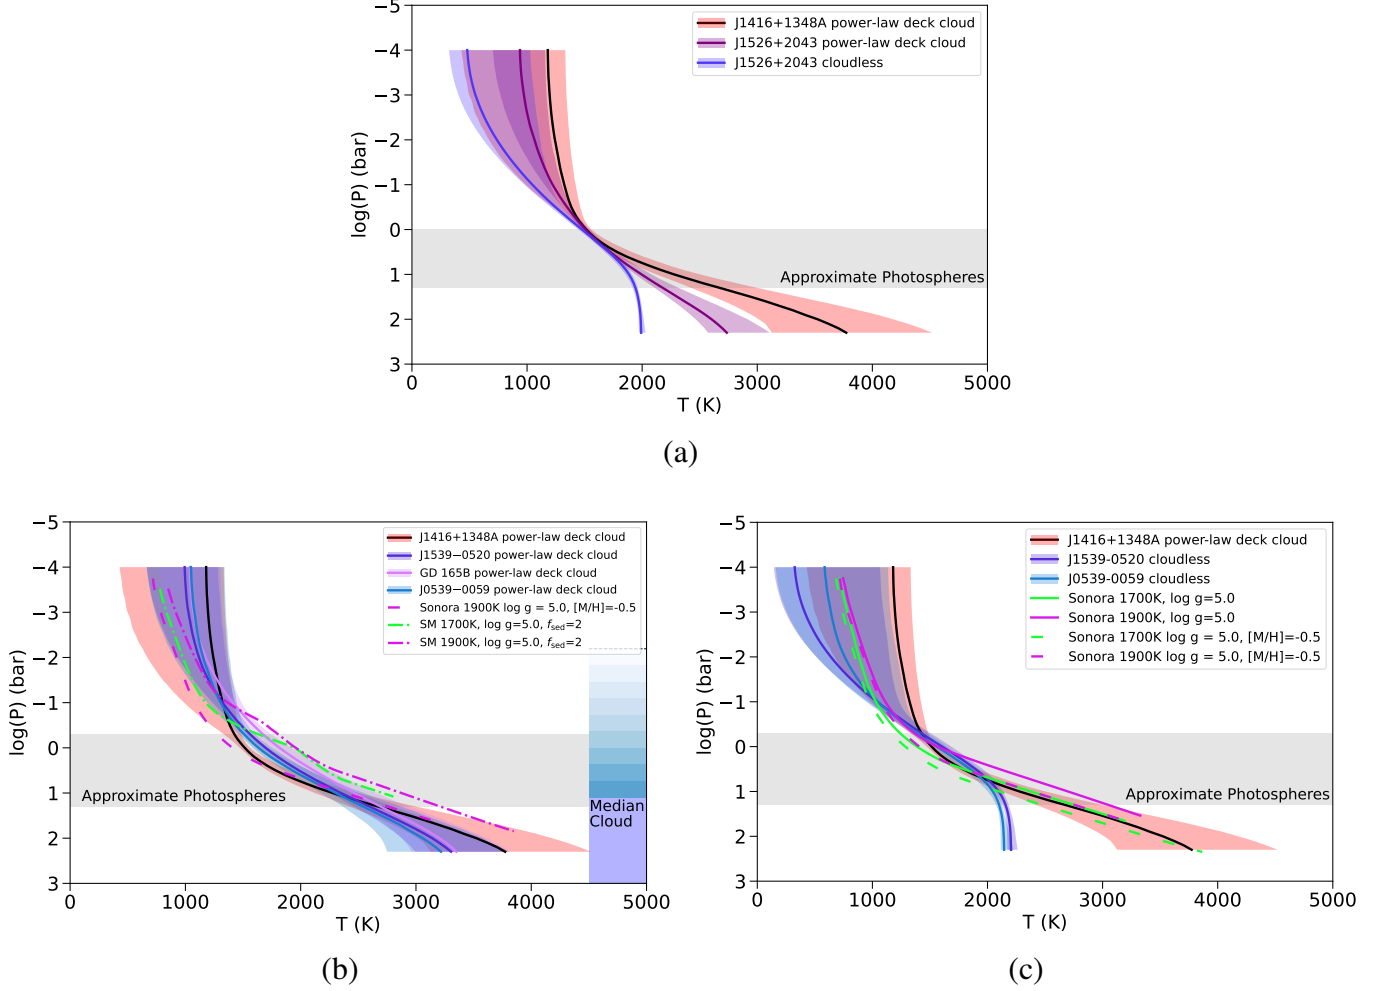 −5
−4
−3
−2
−1
0
1
2
3
log(P) (bar)
J1416+1348A power-law deck cloud
J1526+2043 power-law deck cloud
J1526+2043 cloudless
Approximate Photospheres
0 1000 2000 3000 4000 5000
T (K)
(a)
−5
−4
−3
−2
−1
0
1
2
3
log(P) (bar)
J1416+1348A power-law deck cloud
J1539−0520 power-law deck cloud
GD 165B power-law deck cloud
J0539−0059 power-law deck cloud
Sonora 1900K log g = 5.0, [M/H]=-0.5
SM 1700K, log g=5.0, fsed=2
SM 1900K, log g=5.0, fsed=2
Approximate Photospheres
Median
Cloud
0 1000 2000 3000 4000 5000
T (K)
(b)
−5
−4
−3
−2
−1
0
1
2
3
log(P) (bar)
J1416+1348A power-law deck cloud
J1539-0520 cloudless
J0539-0059 cloudless
Sonora 1700K, log g=5.0
Sonora 1900K, log g=5.0
Sonora 1700K log g = 5.0, [M/H]=-0.5
Sonora 1900K log g = 5.0, [M/H]=-0.5
Approximate Photospheres
0 1000 2000 3000 4000 5000
T (K)
(c)